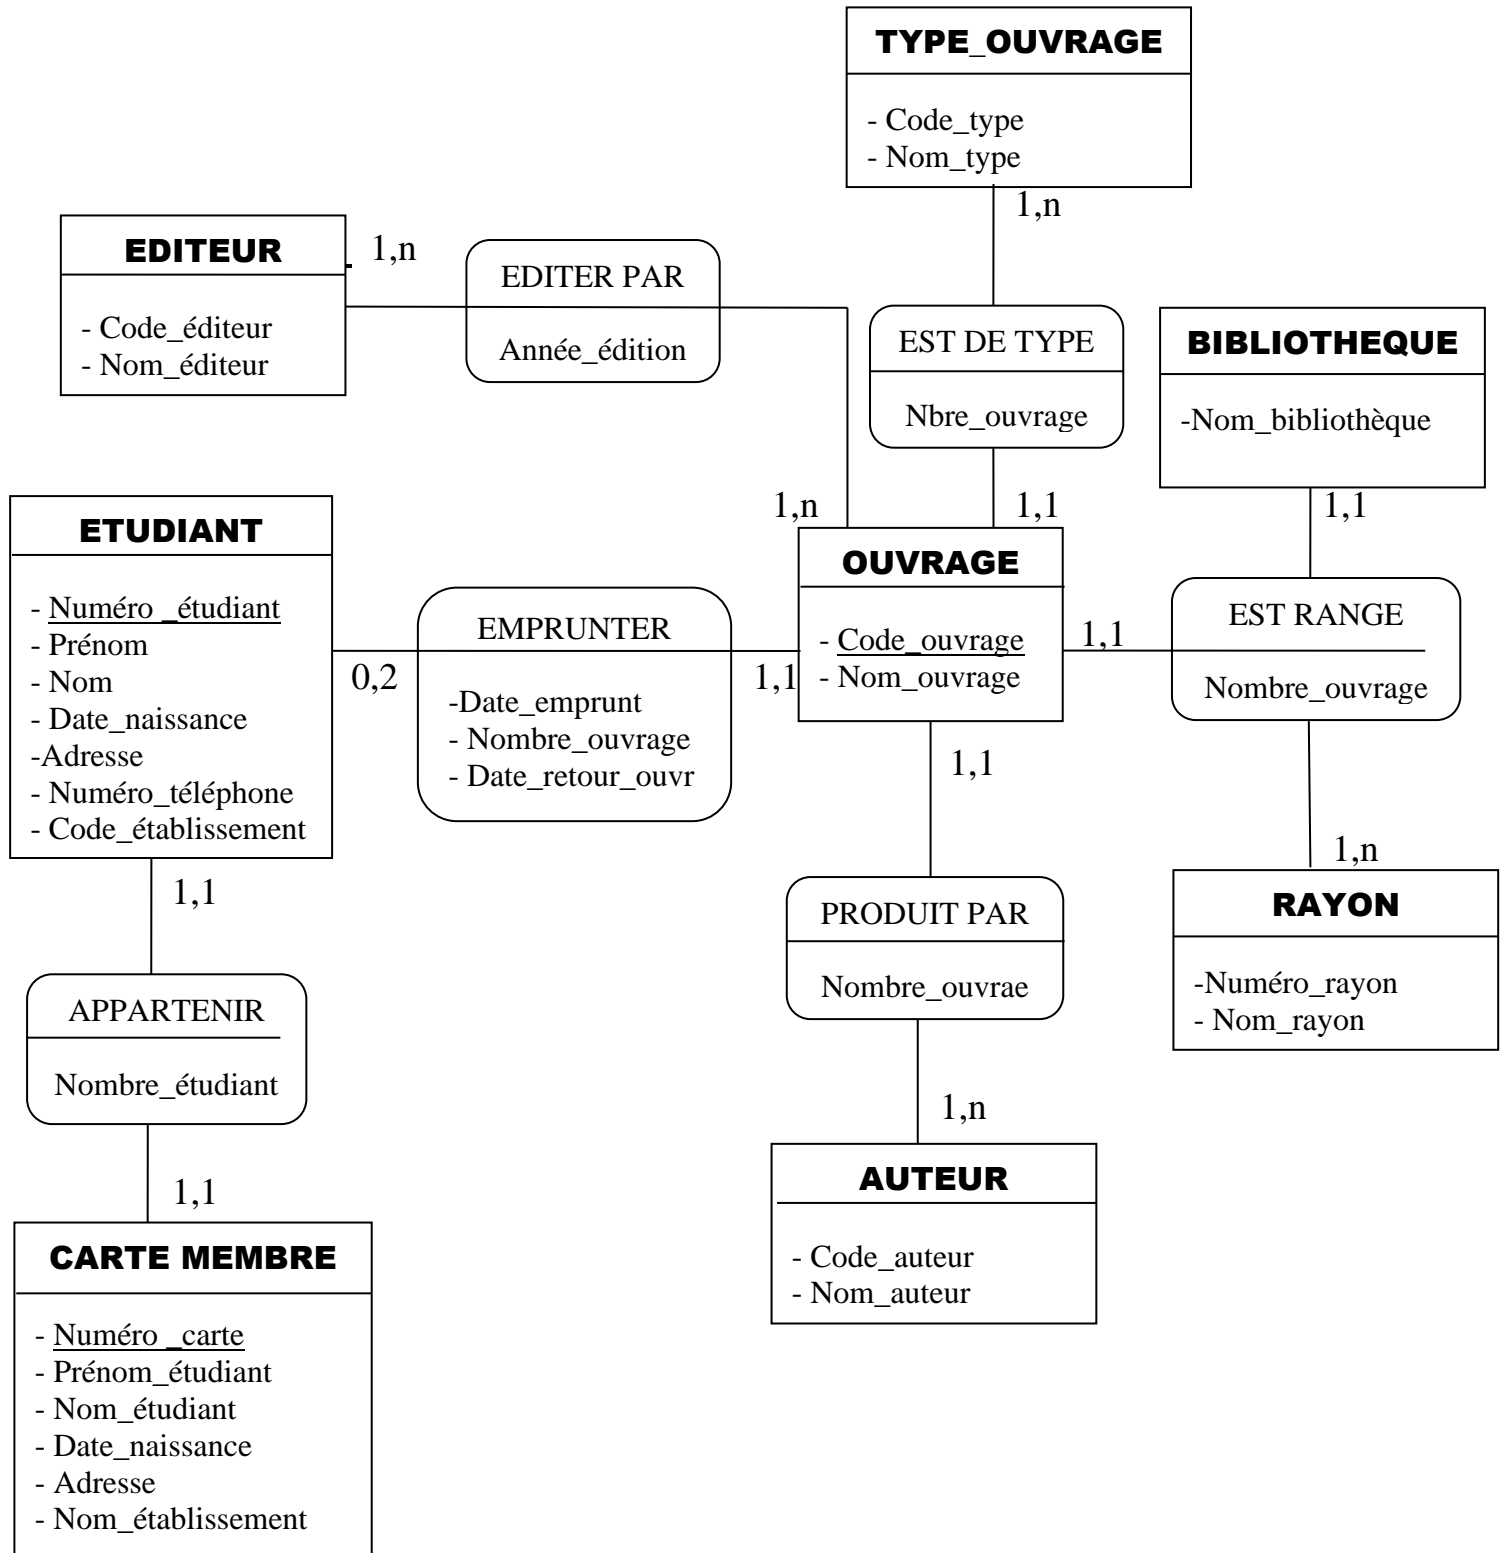 TYPE_OUVRAGE
- Code_type
- Nom_type
1,n
EDITEUR
- Code_éditeur
- Nom_éditeur
1,n
EDITER PAR
Année_édition
1,n
EST DE TYPE
Nbre_ouvrage
1,1
BIBLIOTHEQUE
-Nom_bibliothèque
1,1
ETUDIANT
- Numéro _étudiant
- Prénom
- Nom
- Date_naissance
-Adresse
- Numéro_téléphone
- Code_établissement
0,2
EMPRUNTER
-Date_emprunt
- Nombre_ouvrage
- Date_retour_ouvr
1,1
OUVRAGE
- Code_ouvrage
- Nom_ouvrage
1,1
EST RANGE
Nombre_ouvrage
1,n
RAYON
-Numéro_rayon
- Nom_rayon
1,1
PRODUIT PAR
Nombre_ouvrae
1,n
AUTEUR
- Code_auteur
- Nom_auteur
1,1
APPARTENIR
Nombre_étudiant
1,1
CARTE MEMBRE
- Numéro _carte
- Prénom_étudiant
- Nom_étudiant
- Date_naissance
- Adresse
- Nom_établissement